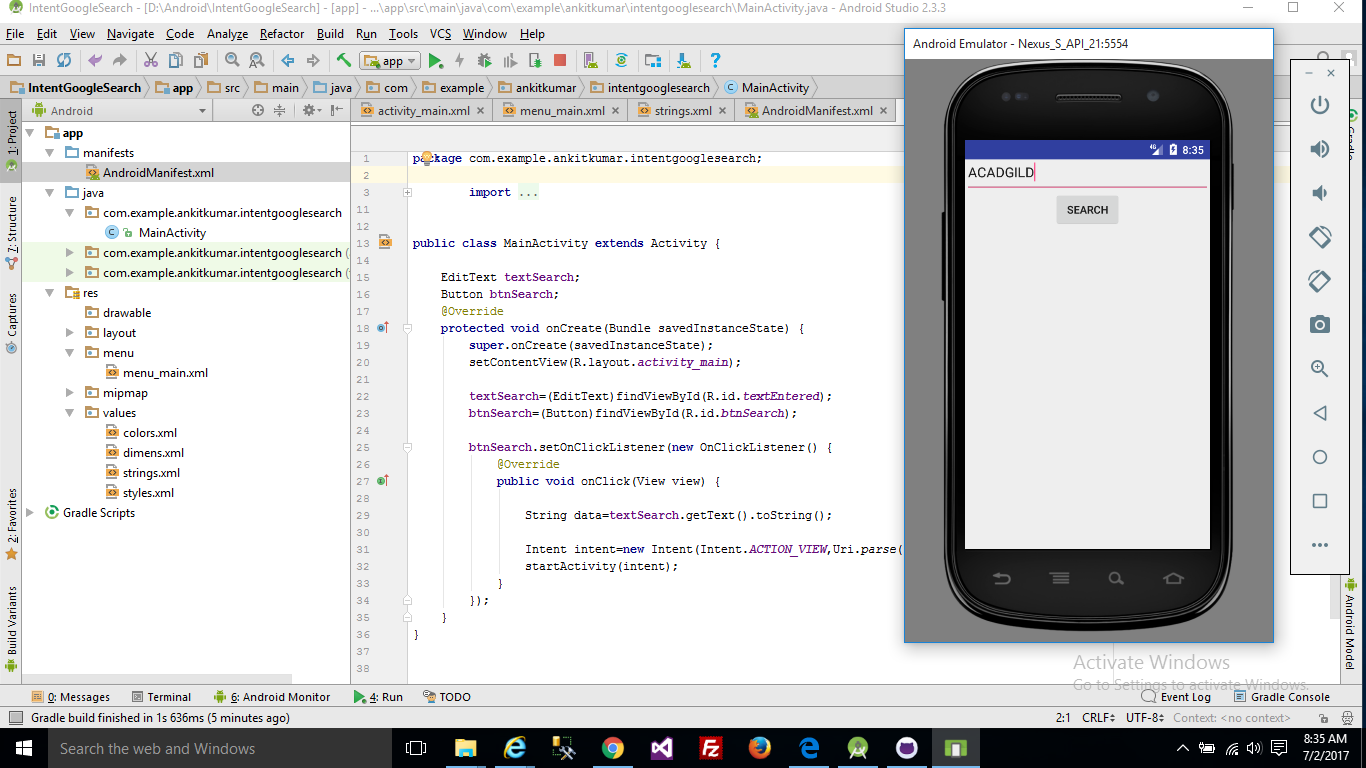 IntentGoogleSearch - [D:\Android\IntentGoogleSearch] - [app] - ...\app\src\main\java\com\example\ankitkumar\intentgooglesearch\MainActivity.java - Android Studio 2.3.3
File Edit View Navigate Code Analyze Refactor Build Run Tools VCS Window Help
app
IntentGoogleSearch app src main java com example ankitkumar intentgooglesearch MainActivity
Android
activity_main.xml menu_main.xml strings.xml AndroidManifest.xml
1: Project
7: Structure
Captures
2: Favorites
Build Variants
app
manifests
AndroidManifest.xml
java
com.example.ankitkumar.intentgooglesearch
MainActivity
com.example.ankitkumar.intentgooglesearch (
com.example.ankitkumar.intentgooglesearch (
res
drawable
layout
menu
menu_main.xml
mipmap
values
colors.xml
dimens.xml
strings.xml
styles.xml
Gradle Scripts
1 package com.example.ankitkumar.intentgooglesearch;
2
3 import ...
11
12
13 public class MainActivity extends Activity {
14
15 EditText textSearch;
16 Button btnSearch;
17 @Override
18 protected void onCreate(Bundle savedInstanceState) {
19 super.onCreate(savedInstanceState);
20 setContentView(R.layout.activity_main);
21
22 textSearch=(EditText)findViewById(R.id.textEntered);
23 btnSearch=(Button)findViewById(R.id.btnSearch);
24
25 btnSearch.setOnClickListener(new OnClickListener() {
26 @Override
27 public void onClick(View view) {
28
29 String data=textSearch.getText().toString();
30
31 Intent intent=new Intent(Intent.ACTION_VIEW,Uri.parse(
32 startActivity(intent);
33 }
34 });
35 }
36 }
37
38
Android Emulator - Nexus_S_API_21:5554
4G 8:35
ACADGILD
SEARCH
Android Model
Activate Windows
Go to Settings to activate Windows.
0: Messages Terminal 6: Android Monitor 4: Run TODO Event Log Gradle Console
Gradle build finished in 1s 636ms (5 minutes ago) 2:1 CRLF UTF-8 Context: <no context>
Search the web and Windows
8:35 AM
7/2/2017